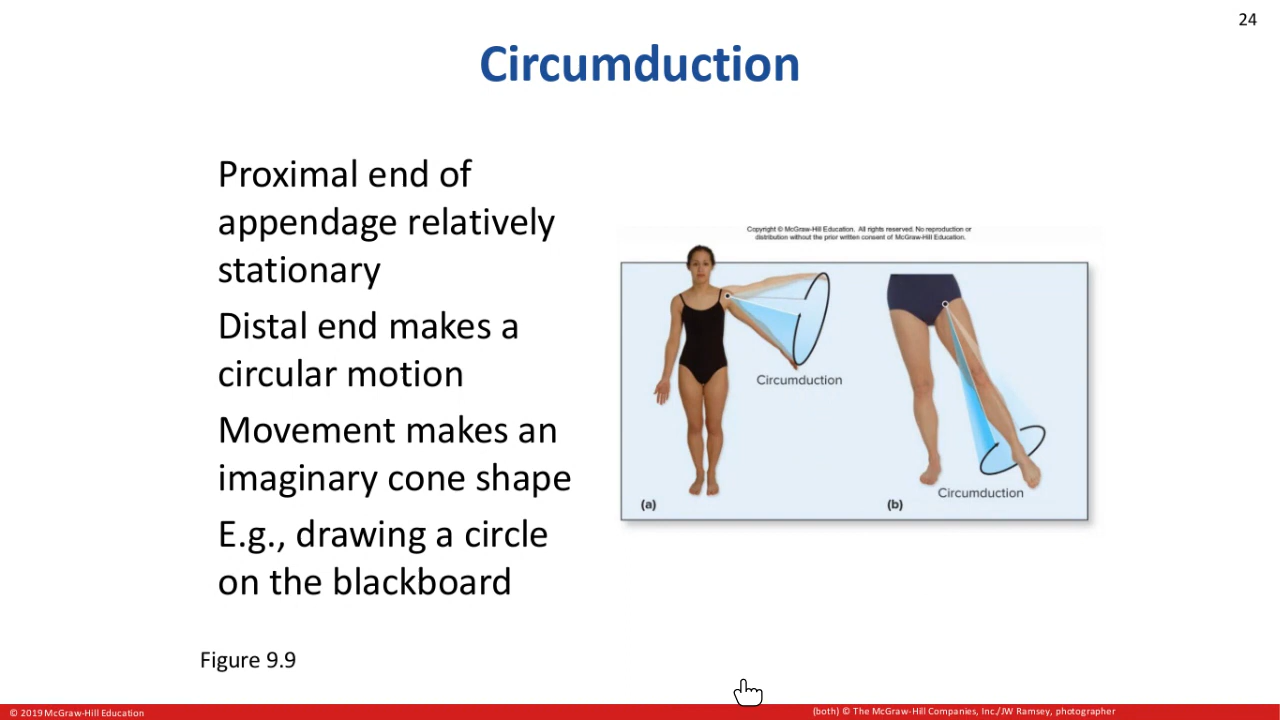 24
Circumduction
Proximal end of
appendage relatively
stationary
Distal end makes a
circular motion
Movement makes an
imaginary cone shape
E.g., drawing a circle
on the blackboard
Copyright © McGraw-Hill Education. All rights reserved. No reproduction or
distribution without the prior written consent of McGraw-Hill Education.
Circumduction
Circumduction
(a)
(b)
Figure 9.9
© 2019 McGraw-Hill Education
(both) © The McGraw-Hill Companies, Inc./JW Ramsey, photographer